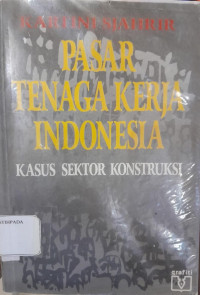 KARTINI SJAHRIR
PASAR
TENAGA KERJA
INDONESIA
KASUS SEKTOR KONSTRUKSI
grafiti